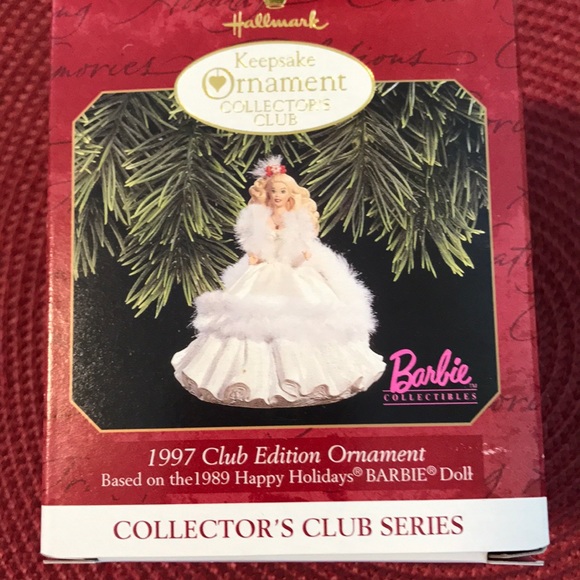 Hallmark
Keepsake
Ornament
COLLECTOR'S
CLUB
Barbie™
COLLECTIBLES
1997 Club Edition Ornament
Based on the1989 Happy Holidays® BARBIE® Doll
COLLECTOR'S CLUB SERIES